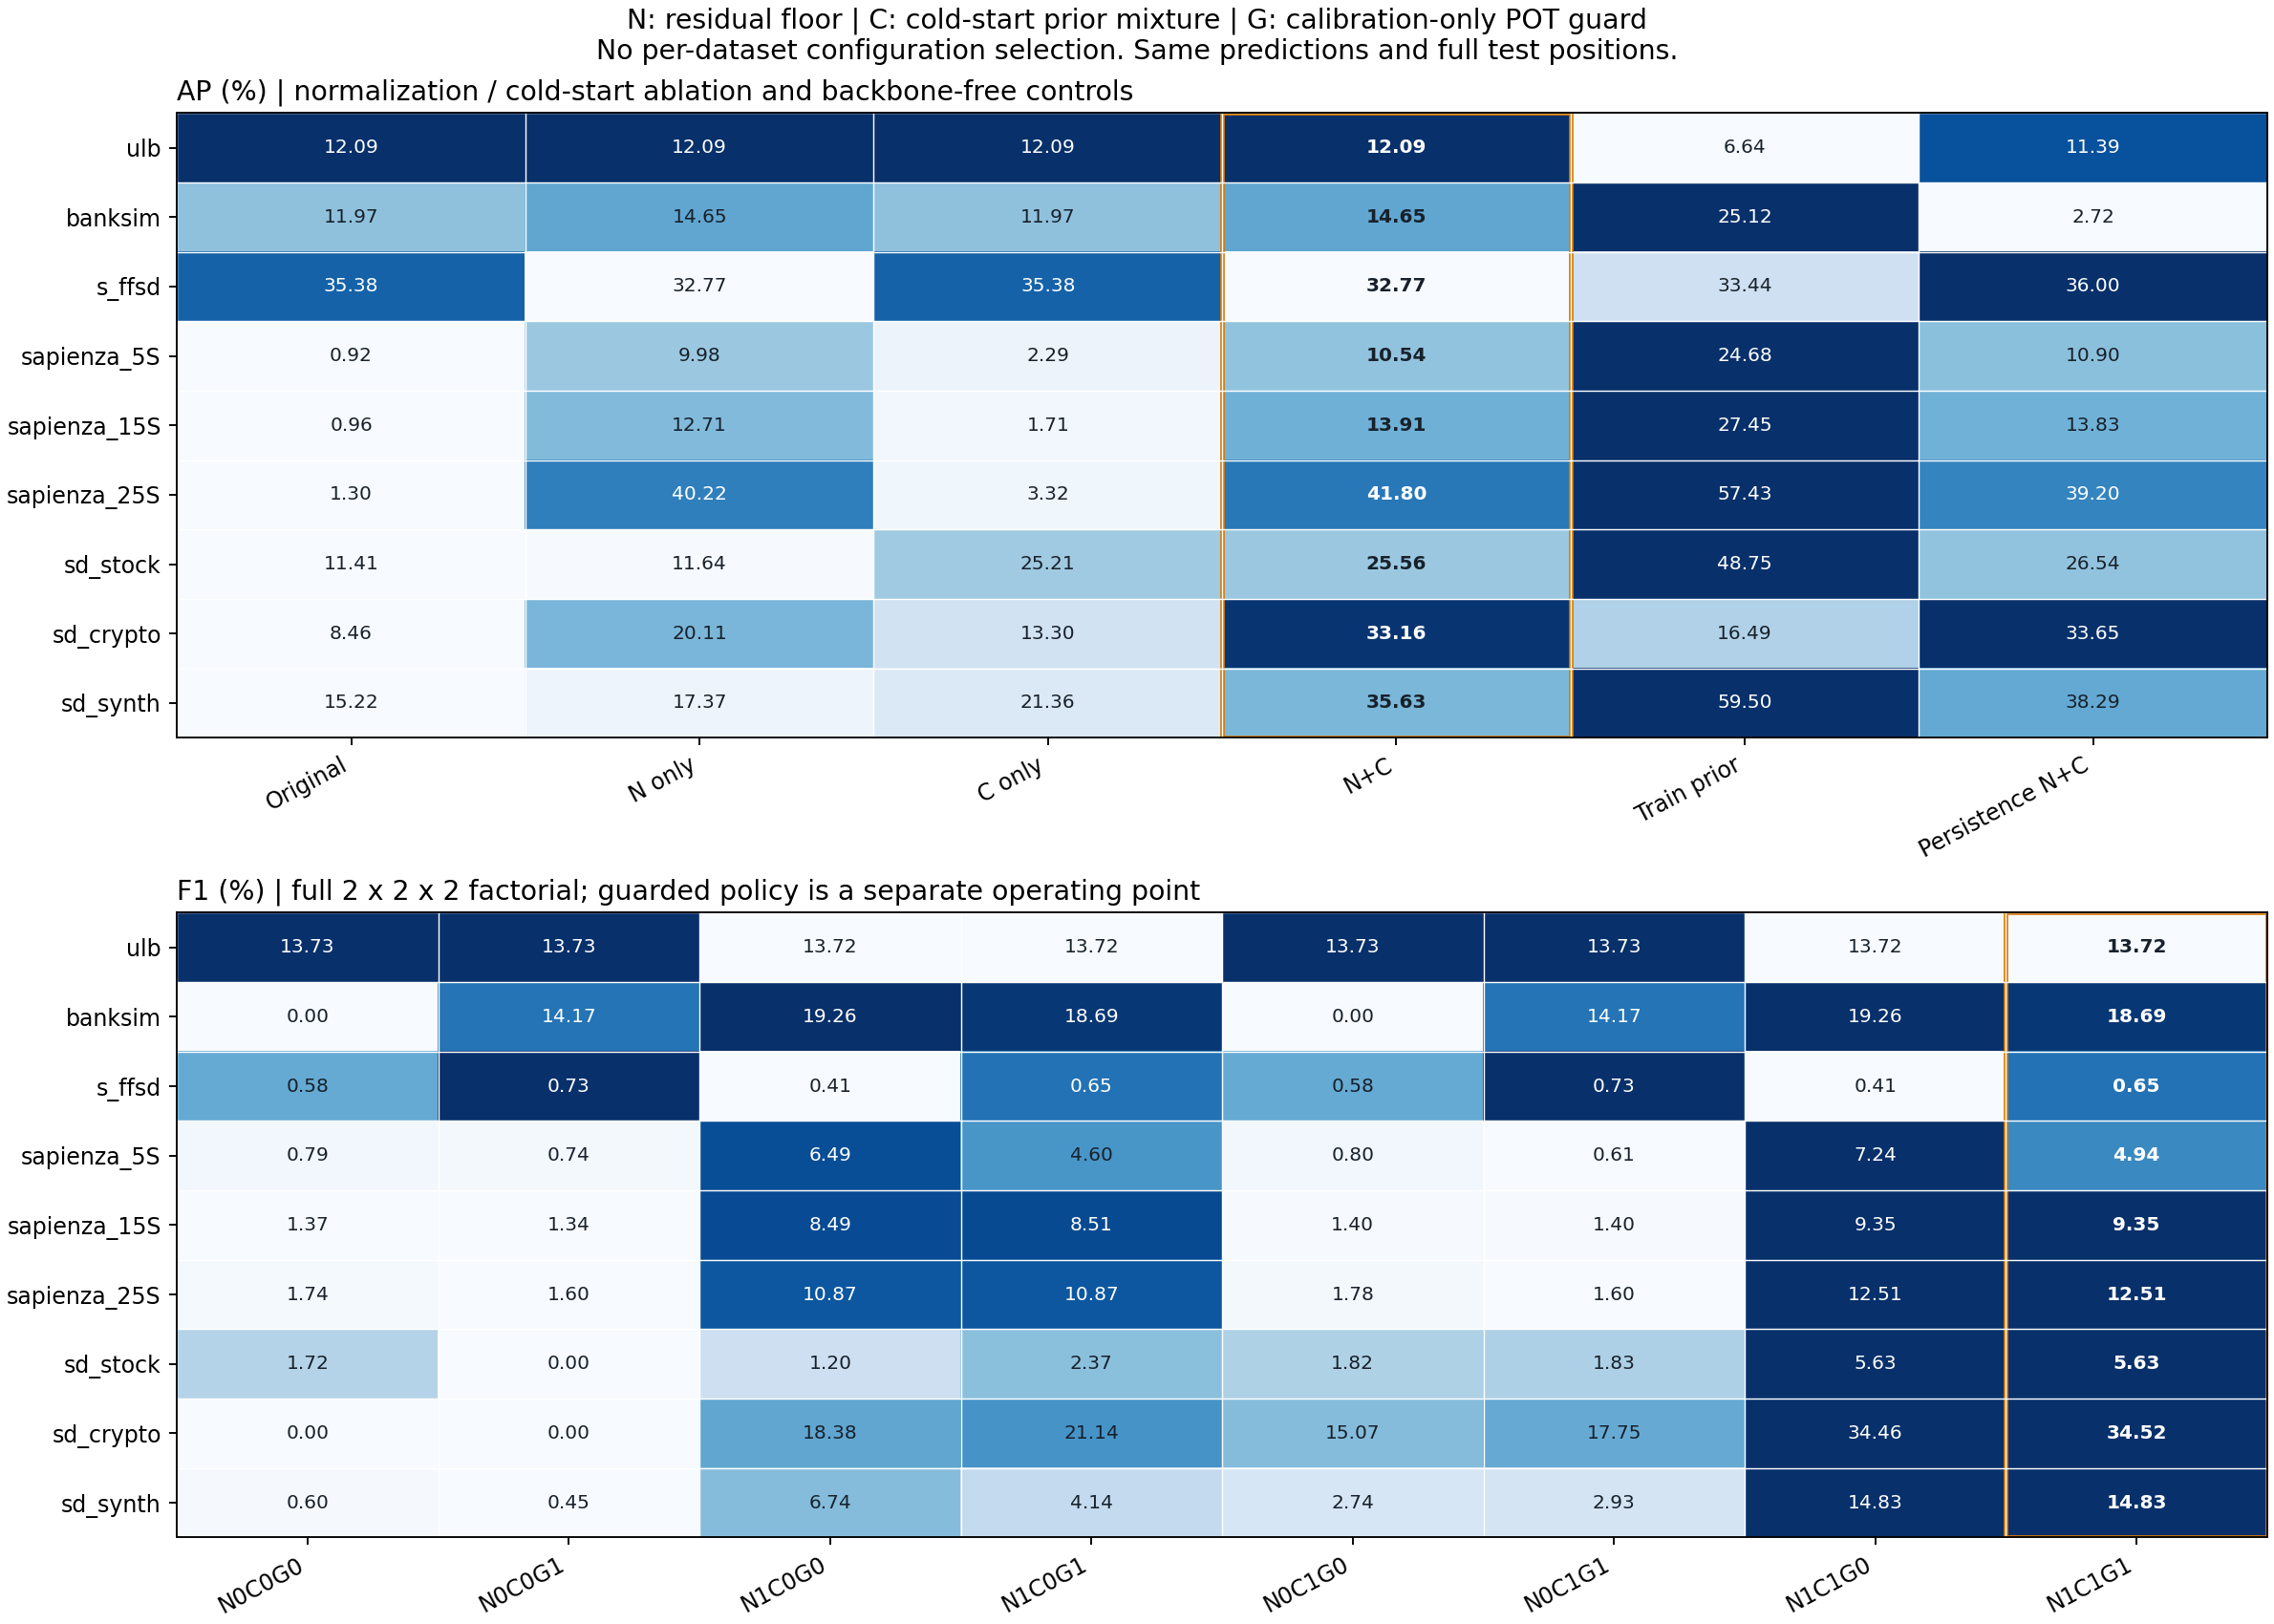 N: residual floor | C: cold-start prior mixture | G: calibration-only POT guard
No per-dataset configuration selection. Same predictions and full test positions.
AP (%) | normalization / cold-start ablation and backbone-free controls
ulb 12.09 12.09 12.09 12.09 6.64 11.39
banksim 11.97 14.65 11.97 14.65 25.12 2.72
s_ffsd 35.38 32.77 35.38 32.77 33.44 36.00
sapienza_5S 0.92 9.98 2.29 10.54 24.68 10.90
sapienza_15S 0.96 12.71 1.71 13.91 27.45 13.83
sapienza_25S 1.30 40.22 3.32 41.80 57.43 39.20
sd_stock 11.41 11.64 25.21 25.56 48.75 26.54
sd_crypto 8.46 20.11 13.30 33.16 16.49 33.65
sd_synth 15.22 17.37 21.36 35.63 59.50 38.29
Original N only C only N+C Train prior Persistence N+C
F1 (%) | full 2 x 2 x 2 factorial; guarded policy is a separate operating point
ulb 13.73 13.73 13.72 13.72 13.73 13.73 13.72 13.72
banksim 0.00 14.17 19.26 18.69 0.00 14.17 19.26 18.69
s_ffsd 0.58 0.73 0.41 0.65 0.58 0.73 0.41 0.65
sapienza_5S 0.79 0.74 6.49 4.60 0.80 0.61 7.24 4.94
sapienza_15S 1.37 1.34 8.49 8.51 1.40 1.40 9.35 9.35
sapienza_25S 1.74 1.60 10.87 10.87 1.78 1.60 12.51 12.51
sd_stock 1.72 0.00 1.20 2.37 1.82 1.83 5.63 5.63
sd_crypto 0.00 0.00 18.38 21.14 15.07 17.75 34.46 34.52
sd_synth 0.60 0.45 6.74 4.14 2.74 2.93 14.83 14.83
N0C0G0 N0C0G1 N1C0G0 N1C0G1 N0C1G0 N0C1G1 N1C1G0 N1C1G1